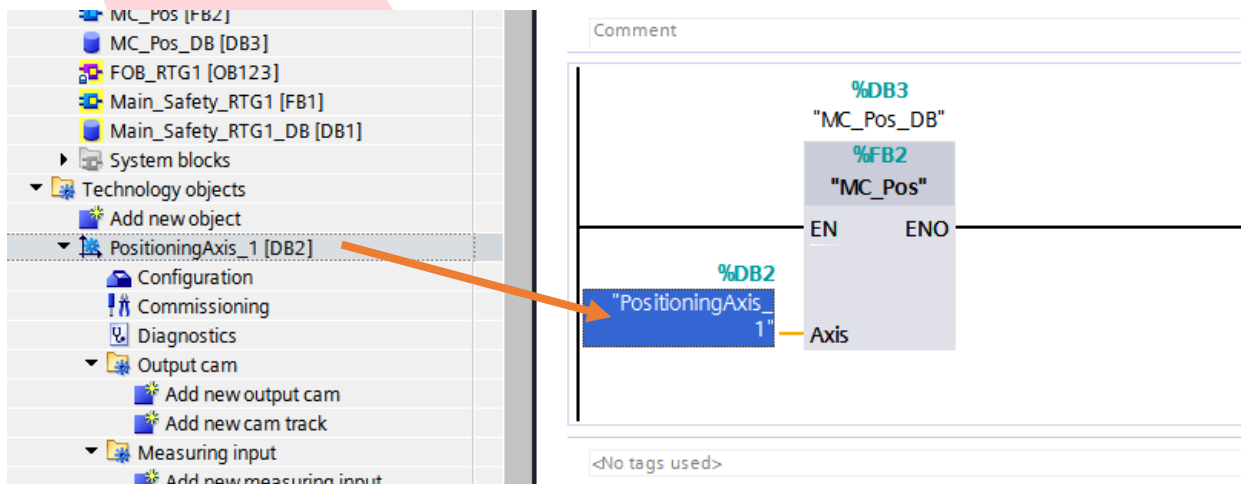 MC_Pos [FB2]
MC_Pos_DB [DB3]
FOB_RTG1 [OB123]
Main_Safety_RTG1 [FB1]
Main_Safety_RTG1_DB [DB1]
System blocks
Technology objects
Add new object
PositioningAxis_1 [DB2]
Configuration
Commissioning
Diagnostics
Output cam
Add new output cam
Add new cam track
Measuring input
Add new measuring input
Comment
%DB3
"MC_Pos_DB"
%FB2
"MC_Pos"
EN ENO
%DB2
"PositioningAxis_
1"
Axis
<No tags used>